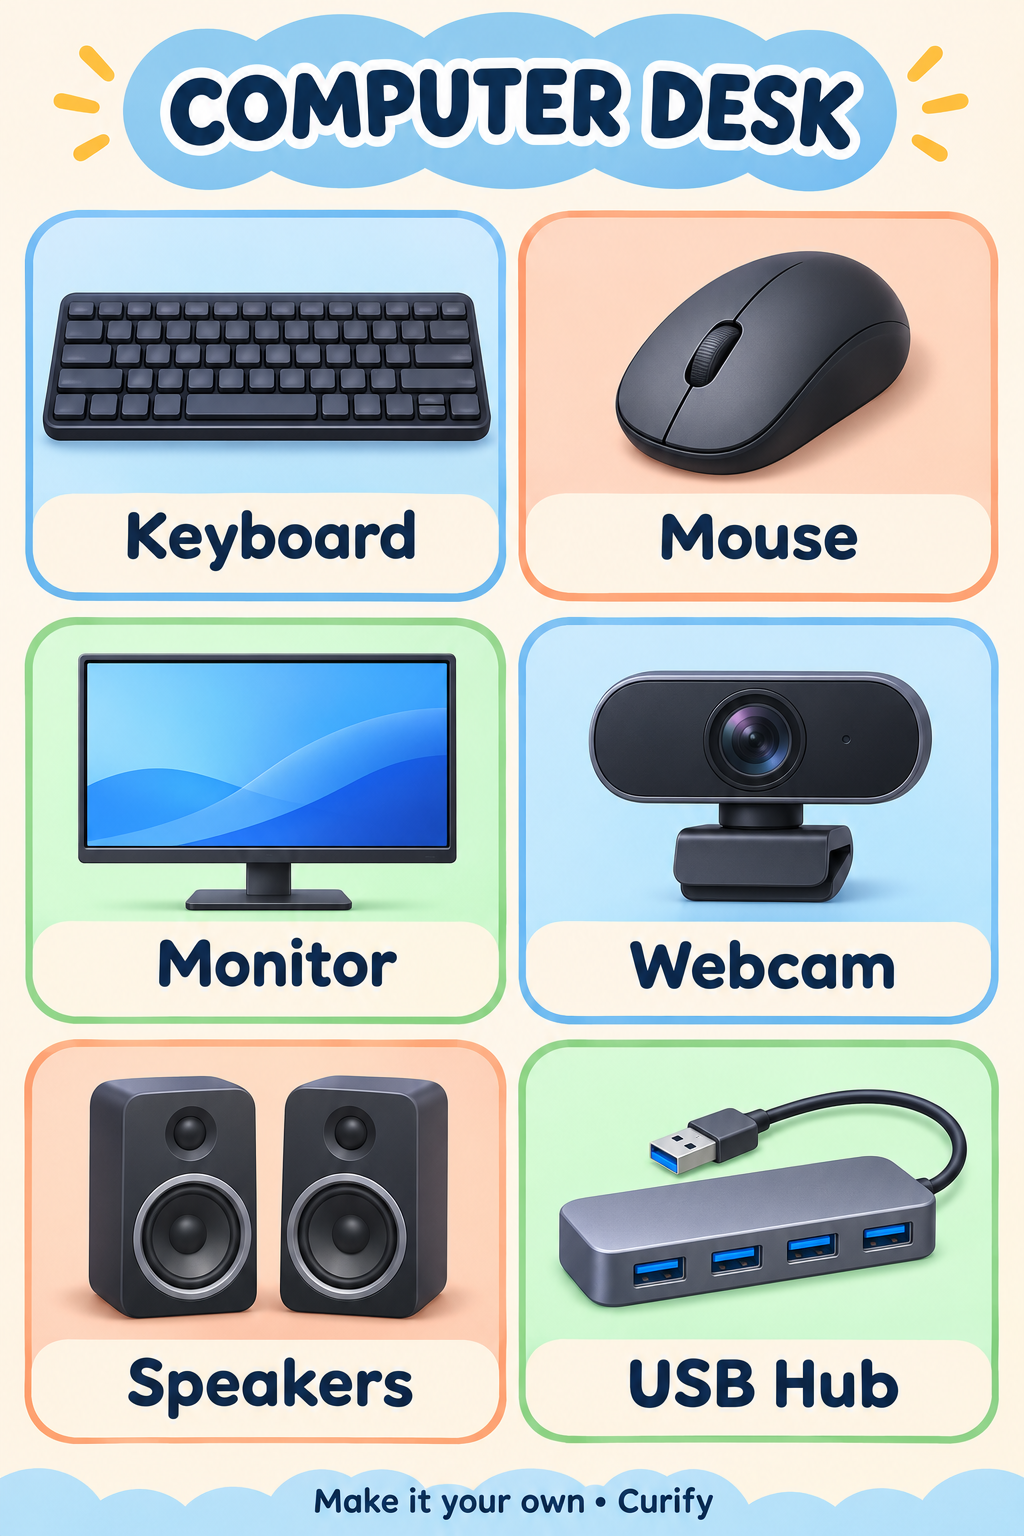 COMPUTER DESK
Keyboard
Mouse
Monitor
Webcam
Speakers
USB Hub
Make it your own • Curify